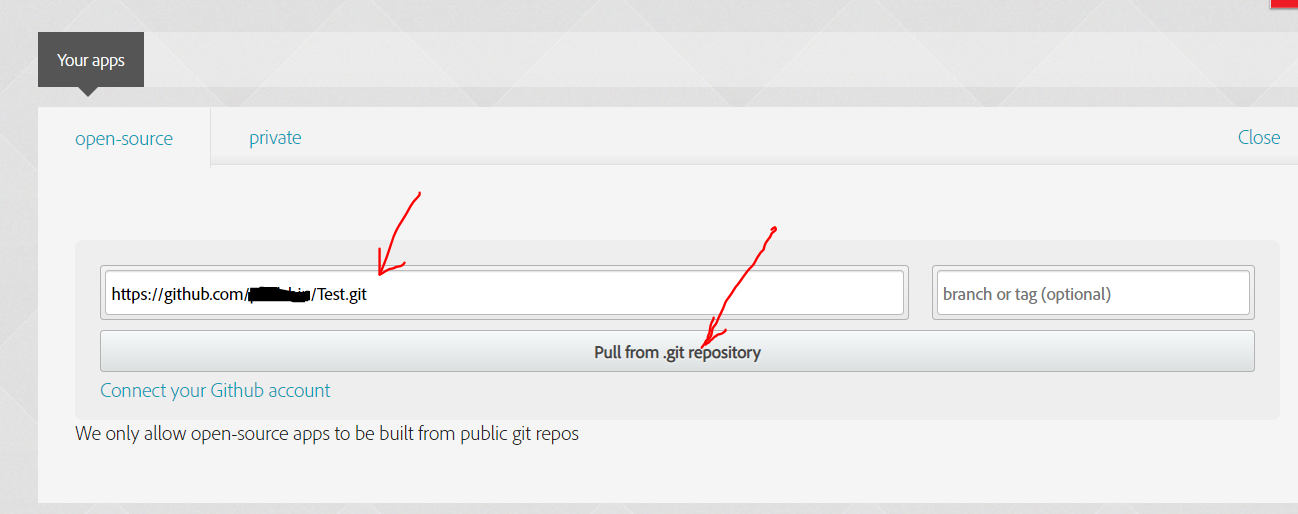 Your apps
open-source
private
Close
https://github.com/ /Test.git
branch or tag (optional)
Pull from .git repository
Connect your Github account
We only allow open-source apps to be built from public git repos